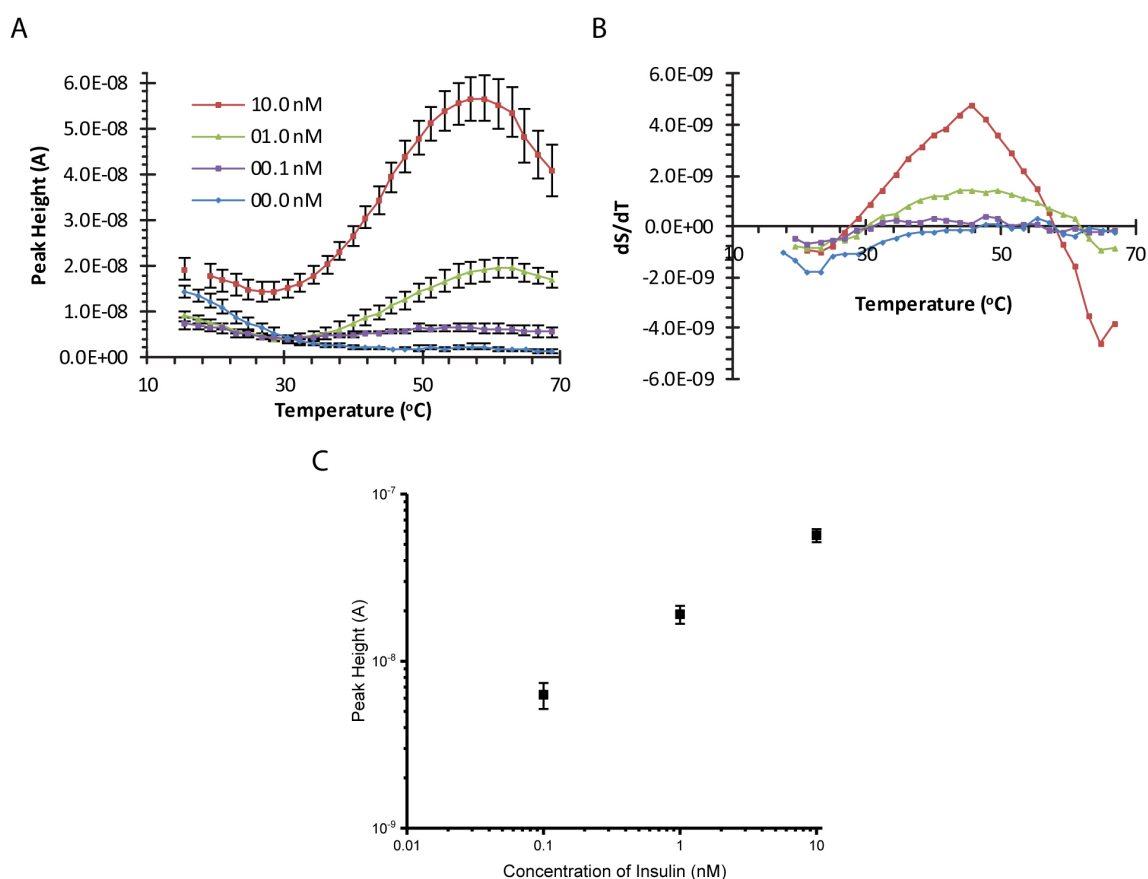 A
Peak Height (A)
6.0E-08
5.0E-08
4.0E-08
3.0E-08
2.0E-08
1.0E-08
0.0E+00
10.0 nM
01.0 nM
00.1 nM
00.0 nM
10 30 50 70
Temperature (ºC)
B
dS/dT
6.0E-09
4.0E-09
2.0E-09
0.0E+00
-2.0E-09
-4.0E-09
-6.0E-09
10 30 50 70
Temperature (ºC)
C
Peak Height (A)
10⁻⁷
10⁻⁸
10⁻⁹
0.01 0.1 1 10
Concentration of Insulin (nM)